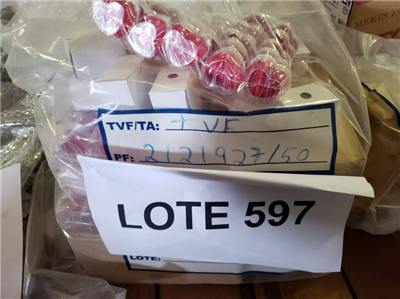 TVF/TA: TVF
PF: 2121927/50
LOTE 597
LOTE: